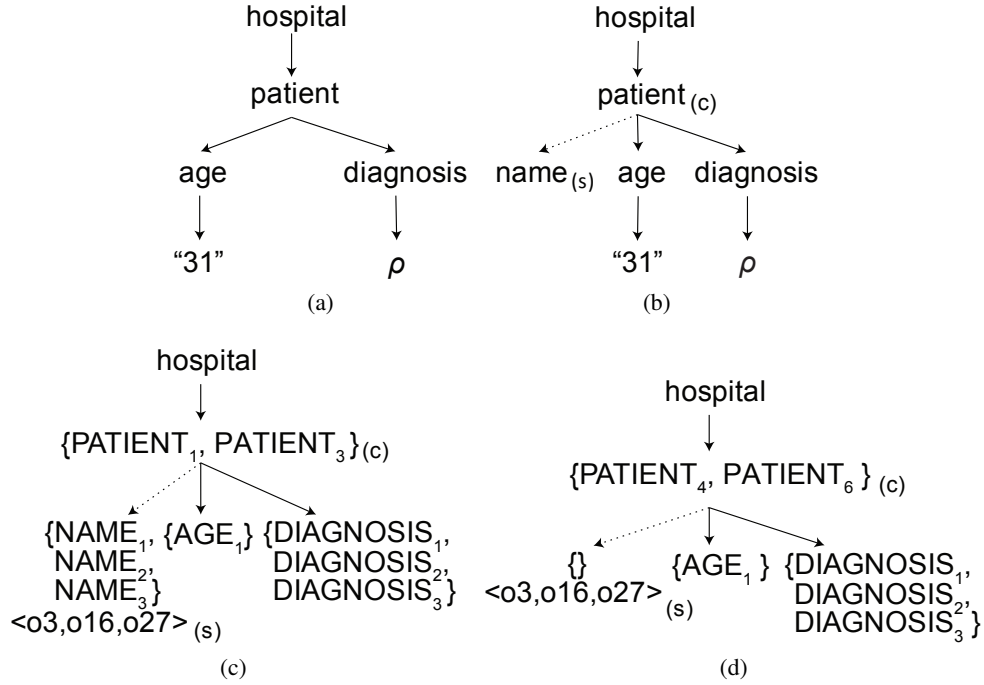 hospital
patient
age diagnosis
“31” ρ
(a)
hospital
patient (c)
name (s) age diagnosis
“31” ρ
(b)
hospital
{PATIENT₁, PATIENT₃}(c)
{NAME₁, {AGE₁} {DIAGNOSIS₁,
NAME₂, DIAGNOSIS₂,
NAME₃} DIAGNOSIS₃}
<o3,o16,o27> (s)
(c)
hospital
{PATIENT₄, PATIENT₆ } (c)
{} {AGE₁ } {DIAGNOSIS₁,
<o3,o16,o27> (s) DIAGNOSIS₂,
DIAGNOSIS₃ }
(d)